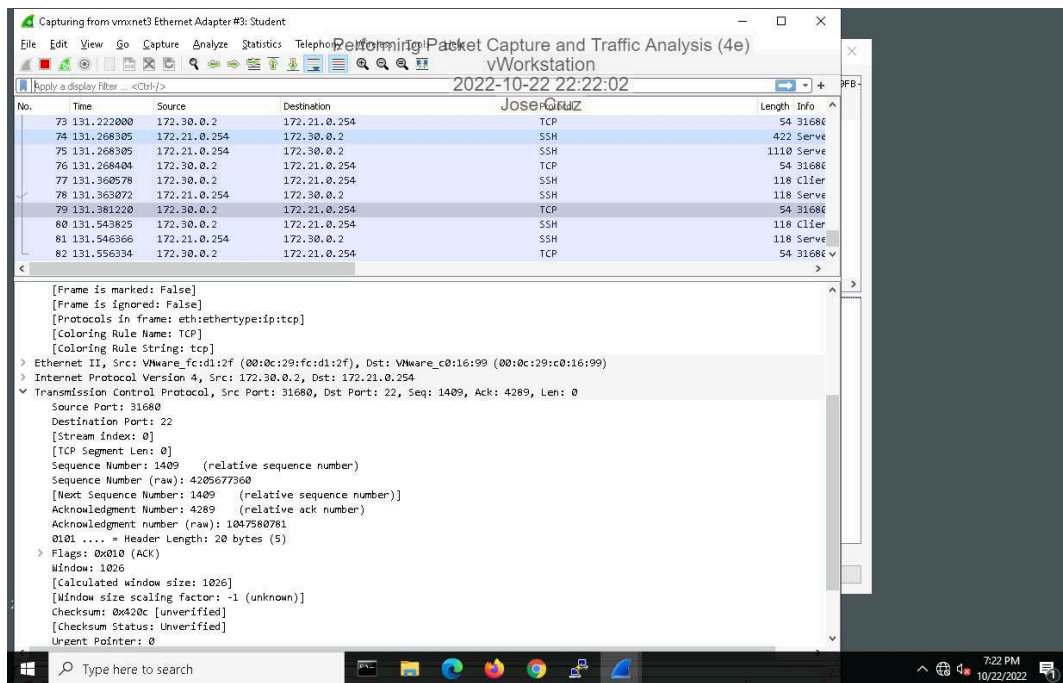 Capturing from vmxnet3 Ethernet Adapter #3: Student
Performing Packet Capture and Traffic Analysis (4e)
vWorkstation
2022-10-22 22:22:02
Jose Cruz
File Edit View Go Capture Analyze Statistics
Apply a display filter ... <Ctrl-/>
No. Time Source Destination Length Info
73 131.222000 172.30.0.2 172.21.0.254 TCP 54 3168
74 131.268305 172.21.0.254 172.30.0.2 SSH 422 Serve
75 131.268305 172.21.0.254 172.30.0.2 SSH 1110 Serve
76 131.268404 172.30.0.2 172.21.0.254 TCP 54 3168
77 131.360578 172.30.0.2 172.21.0.254 SSH 118 Clier
78 131.363072 172.21.0.254 172.30.0.2 SSH 118 Serve
79 131.381220 172.30.0.2 172.21.0.254 TCP 54 3168
80 131.543825 172.30.0.2 172.21.0.254 SSH 118 Clier
81 131.546366 172.21.0.254 172.30.0.2 SSH 118 Serve
82 131.556334 172.30.0.2 172.21.0.254 TCP 54 3168
[Frame is marked: False]
[Frame is ignored: False]
[Protocols in frame: eth:ethertype:ip:tcp]
[Coloring Rule Name: TCP]
[Coloring Rule String: tcp]
Ethernet II, Src: VMware_fc:d1:2f (00:0c:29:fc:d1:2f), Dst: VMware_c0:16:99 (00:0c:29:c0:16:99)
Internet Protocol Version 4, Src: 172.30.0.2, Dst: 172.21.0.254
Transmission Control Protocol, Src Port: 31680, Dst Port: 22, Seq: 1409, Ack: 4289, Len: 0
Source Port: 31680
Destination Port: 22
[Stream index: 0]
[TCP Segment Len: 0]
Sequence Number: 1409 (relative sequence number)
Sequence Number (raw): 4205677360
[Next Sequence Number: 1409 (relative sequence number)]
Acknowledgment Number: 4289 (relative ack number)
Acknowledgment number (raw): 1047580781
0101 .... = Header Length: 20 bytes (5)
Flags: 0x010 (ACK)
Window: 1026
[Calculated window size: 1026]
[Window size scaling factor: -1 (unknown)]
Checksum: 0x420c [unverified]
[Checksum Status: Unverified]
Urgent Pointer: 0
Type here to search
7:22 PM
10/22/2022